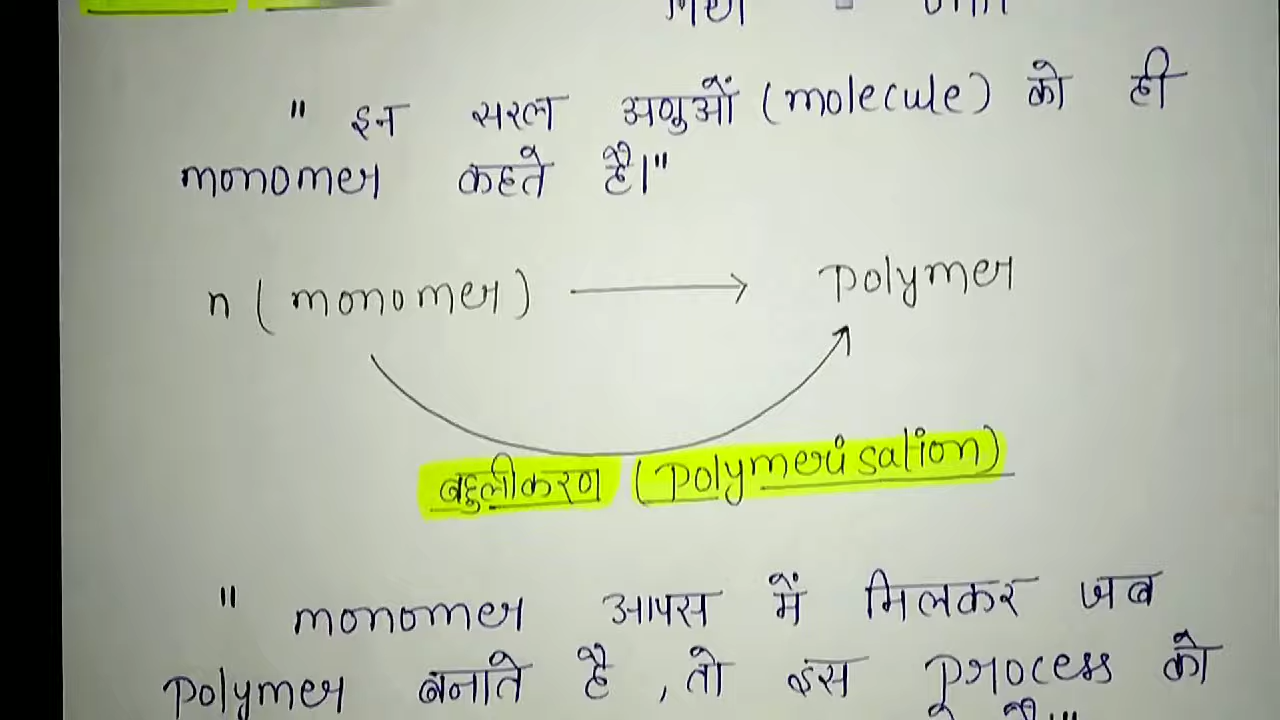 " इन सरल अणुओं (molecule) को ही
monomer कहते है।"
n (monomer) → polymer
बहुलीकरण (polymerisation)
" monomer आपस में मिलकर जब
polymer बनाते है , तो इस process को